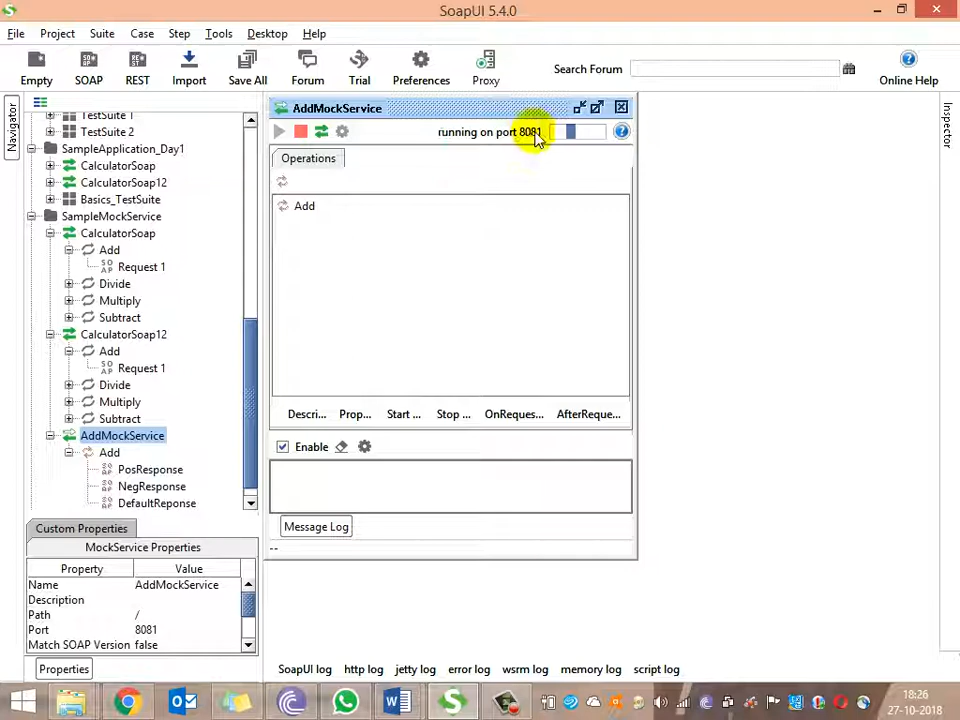 SoapUI 5.4.0
File Project Suite Case Step Tools Desktop Help
Empty SOAP REST Import Save All Forum Trial Preferences Proxy Search Forum Online Help
Navigator
Inspector
TestSuite 1
TestSuite 2
SampleApplication_Day1
CalculatorSoap
CalculatorSoap12
Basics_TestSuite
SampleMockService
CalculatorSoap
Add
Request 1
Divide
Multiply
Subtract
CalculatorSoap12
Add
Request 1
Divide
Multiply
Subtract
AddMockService
Add
PosResponse
NegResponse
DefaultReponse
Custom Properties
MockService Properties
Property Value
Name AddMockService
Description
Path /
Port 8081
Match SOAP Version false
Properties
AddMockService
running on port 8081
Operations
Add
Descri... Prop... Start ... Stop ... OnReques... AfterReque...
Enable
Message Log
--
SoapUI log http log jetty log error log wsrm log memory log script log
18:26
27-10-2018